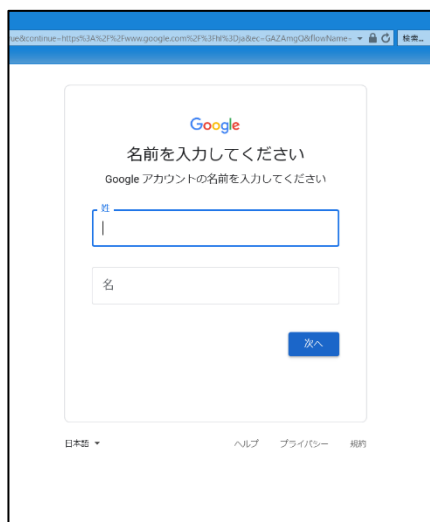 ue&continue=https%3A%2F%2Fwww.google.com%2F%3Fhl%3Dja&ec=GAZAmgQ&flowName= 検索...
Google
名前を入力してください
Google アカウントの名前を入力してください
姓
名
次へ
日本語 ヘルプ プライバシー 規約